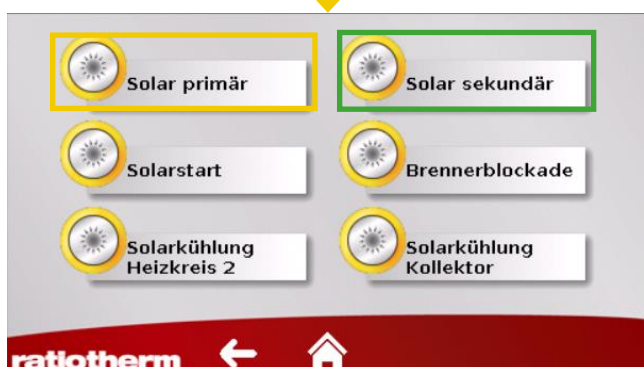 Solar primär
Solar sekundär
Solarstart
Brennerblockade
Solarkühlung
Heizkreis 2
Solarkühlung
Kollektor
ratiotherm